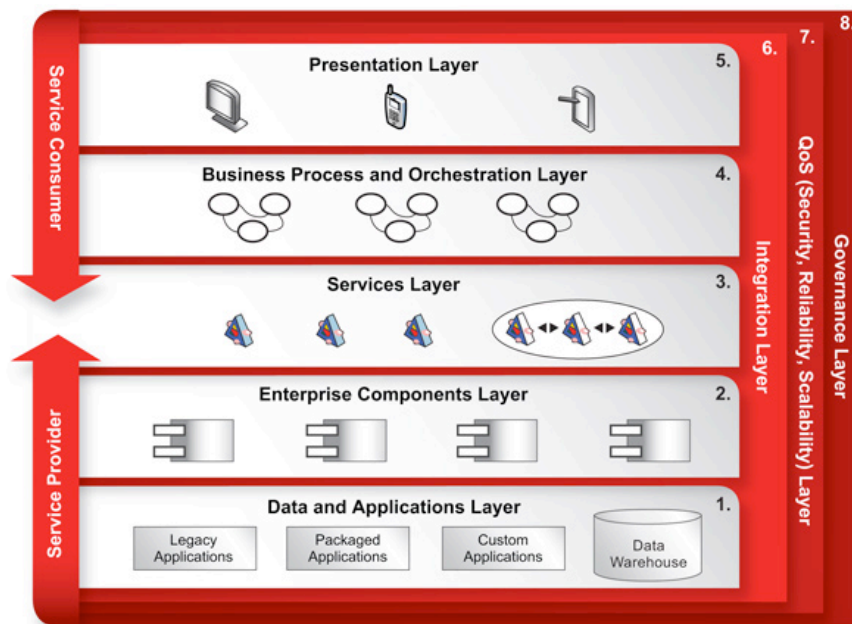 8.
7.
6.
Presentation Layer
5.
Service Consumer
Business Process and Orchestration Layer
4.
Services Layer
3.
Integration Layer
QoS (Security, Reliability, Scalability) Layer
Governance Layer
Enterprise Components Layer
2.
Service Provider
Data and Applications Layer
1.
Legacy
Applications
Packaged
Applications
Custom
Applications
Data
Warehouse